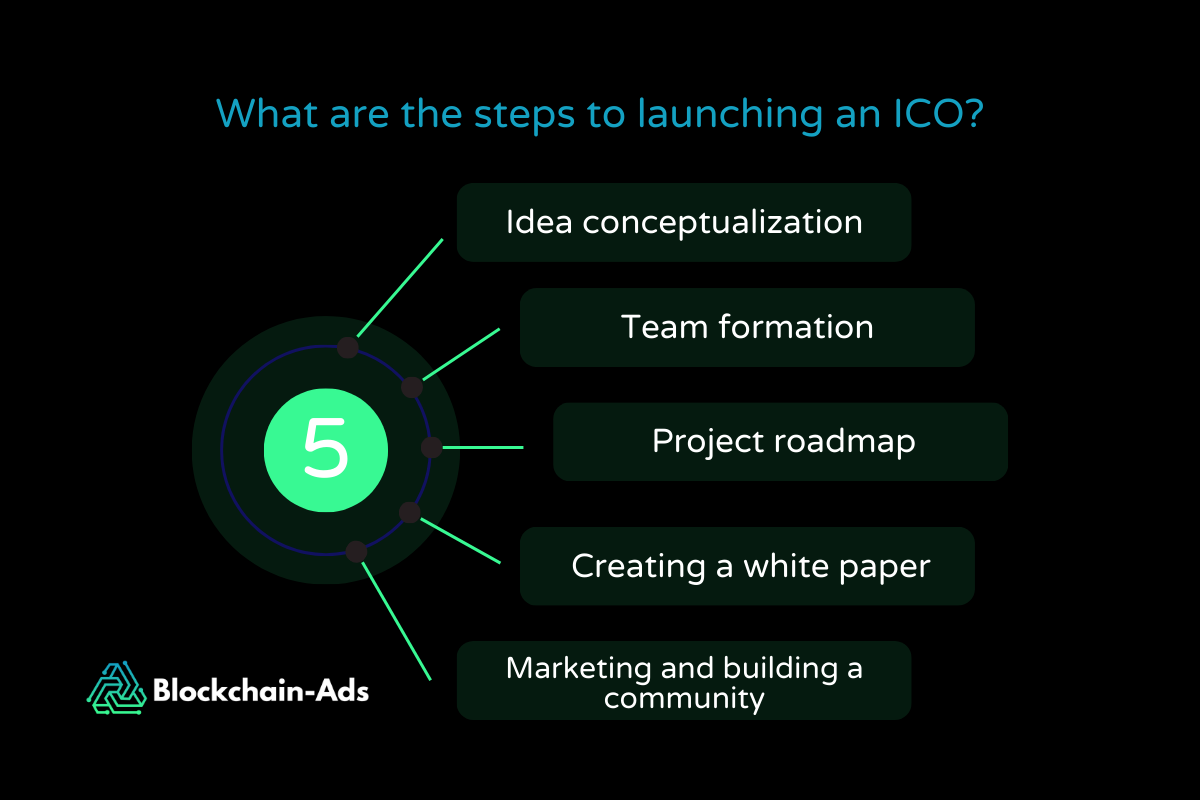 What are the steps to launching an ICO?
Idea conceptualization
Team formation
5
Project roadmap
Creating a white paper
Marketing and building a
community
Blockchain-Ads